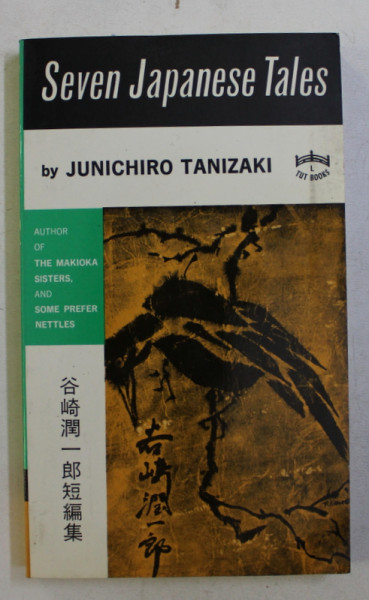 Seven Japanese Tales
by JUNICHIRO TANIZAKI
L
TUT BOOKS
AUTHOR
OF
THE MAKIOKA
SISTERS,
AND
SOME PREFER
NETTLES
谷崎潤一郎短編集
谷崎潤一郎